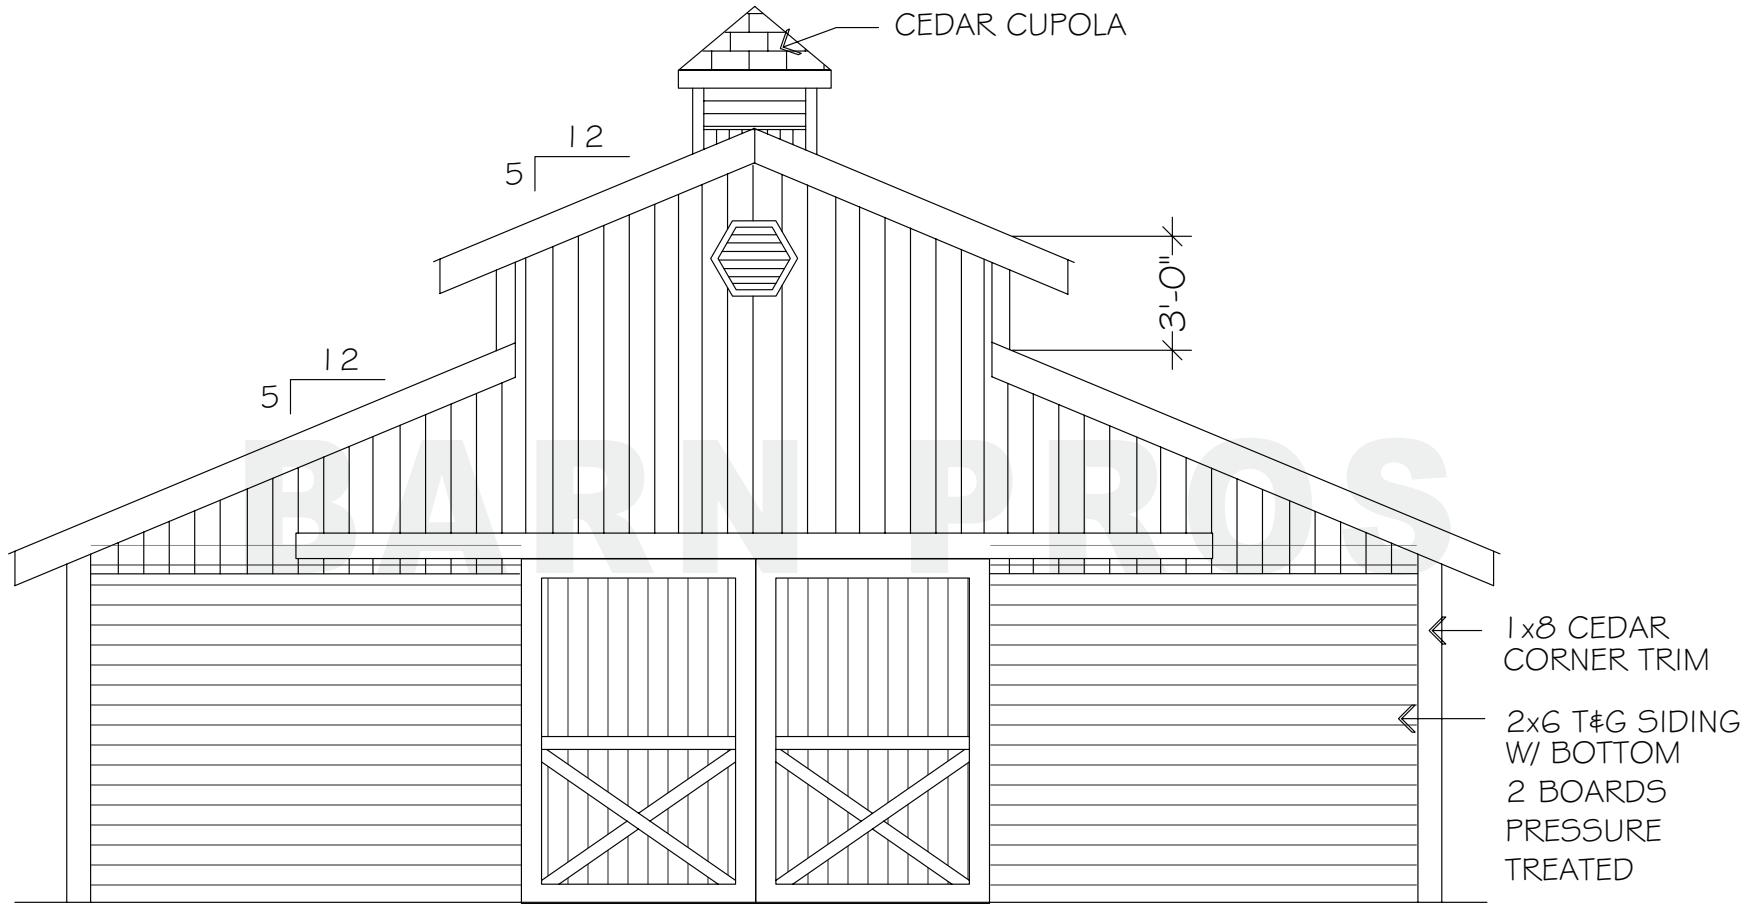 CEDAR CUPOLA
12
5
3'-0"
12
5
BARN PROS
1x8 CEDAR
CORNER TRIM
2x6 T&G SIDING
W/ BOTTOM
2 BOARDS
PRESSURE
TREATED